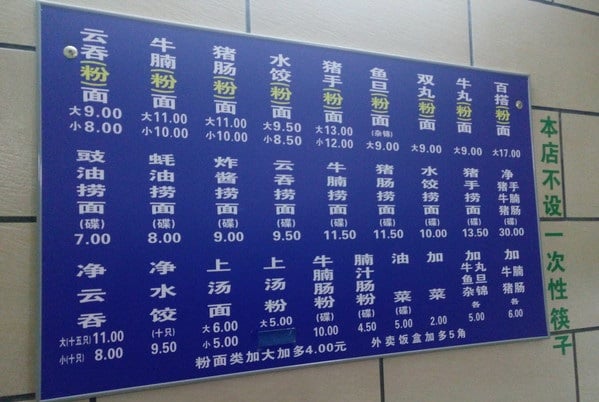 云吞粉/面 大9.00 小8.00
牛腩粉/面 大11.00 小10.00
猪肠粉/面 大11.00 小10.00
水饺粉/面 大9.50 小8.50
猪手粉/面 大13.00 小12.00
鱼旦粉/面 (杂锦) 大9.00
双丸粉/面 大9.00
牛丸粉/面 大9.00
百搭粉/面 大17.00
豉油捞面 (碟) 7.00
蚝油捞面 (碟) 8.00
炸酱捞面 (碟) 9.00
云吞捞面 (碟) 9.50
牛腩捞面 (碟) 11.50
猪肠捞面 (碟) 11.50
水饺捞面 (碟) 10.00
猪手捞面 (碟) 13.50
净猪手牛腩猪肠 (碟) 30.00
净云吞 大(十五只)11.00 小(十只)8.00
净水饺 (十只) 9.50
上汤面 大6.00 小5.00
上汤粉 大5.00
牛腩肠粉 (碟) 10.00
腩汁肠粉 (碟) 4.50
油菜 5.00
加菜 2.00
加牛丸鱼旦杂锦 各 5.00
加牛腩猪肠 各 6.00
粉面类加大加多4.00元
外卖饭盒加多5角
本店不设一次性筷子